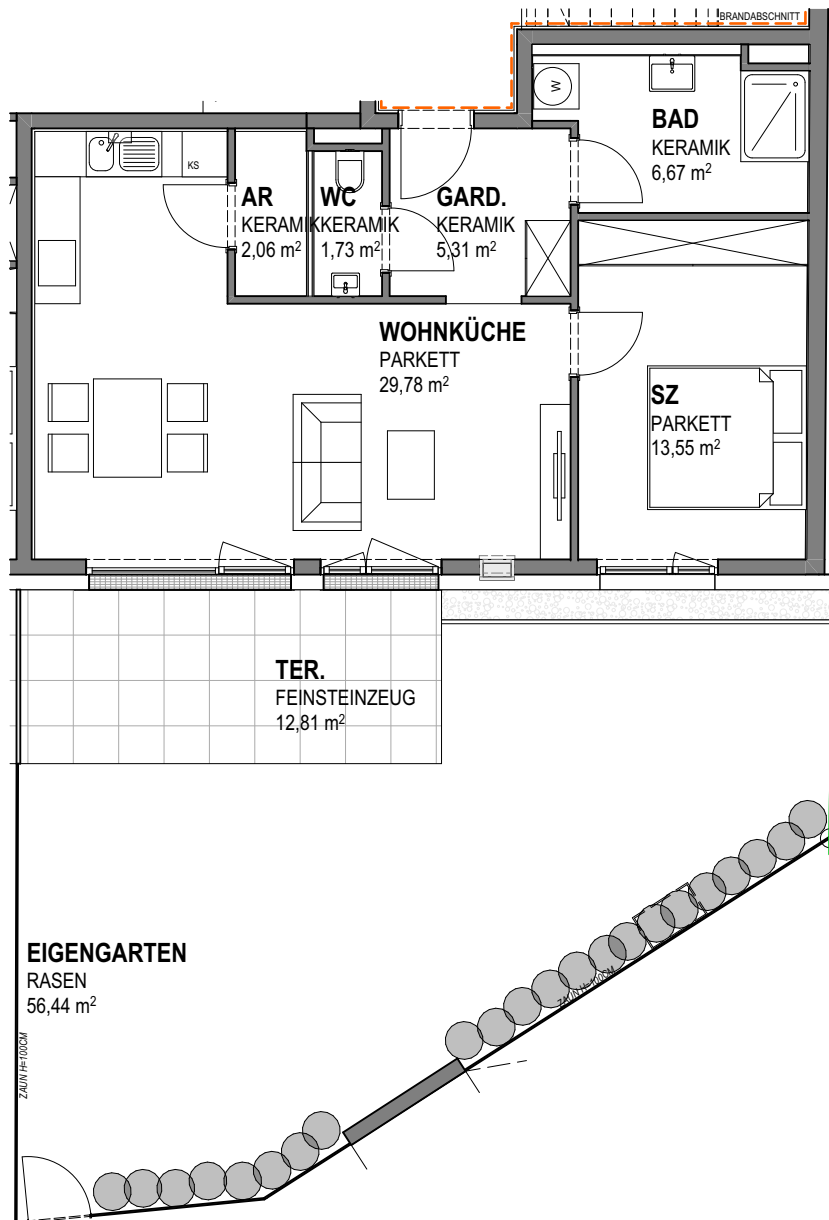 BRANDABSCHNITT
W
BAD
KERAMIK
6,67 m²
KS
AR
KERAMIK
2,06 m²
WC
KERAMIK
1,73 m²
GARD.
KERAMIK
5,31 m²
WOHNKÜCHE
PARKETT
29,78 m²
SZ
PARKETT
13,55 m²
TER.
FEINSTEINZEUG
12,81 m²
EIGENGARTEN
RASEN
56,44 m²
ZAUN H=100CM
ZAUN H=100CM